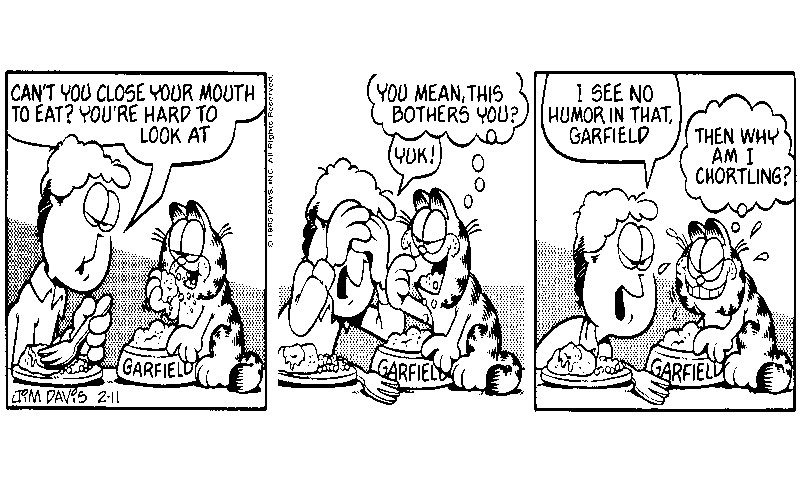 CAN'T YOU CLOSE YOUR MOUTH
TO EAT? YOU'RE HARD TO
LOOK AT
GARFIELD
JIM DAVIS 2-11
YOU MEAN, THIS
BOTHERS YOU?
YUK!
GARFIELD
I SEE NO
HUMOR IN THAT,
GARFIELD
THEN WHY
AM I
CHORTLING?
GARFIELD